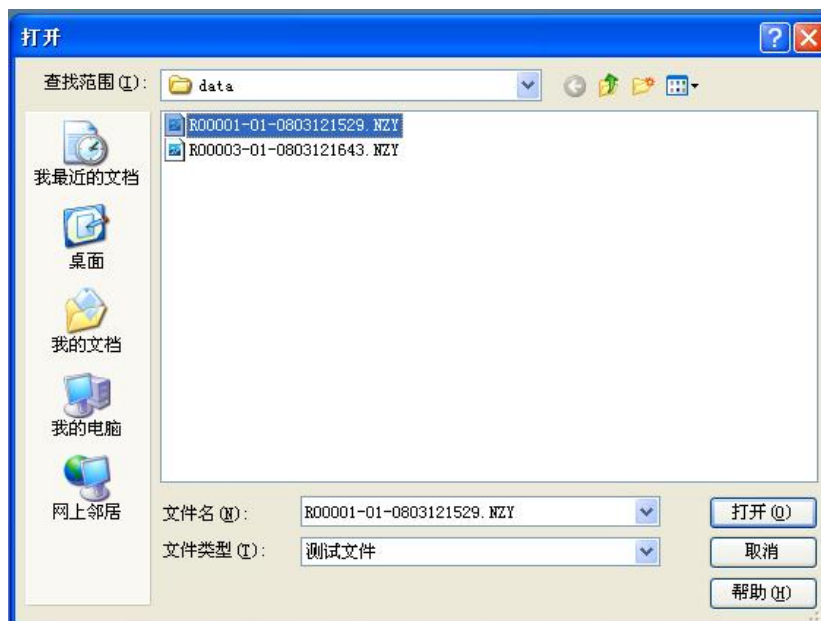 打开
查找范围(I):
data
R00001-01-0803121529.NZY
R00003-01-0803121643.NZY
我最近的文档
桌面
我的文档
我的电脑
网上邻居
文件名(N):
R00001-01-0803121529.NZY
打开(O)
文件类型(T):
测试文件
取消
帮助(H)